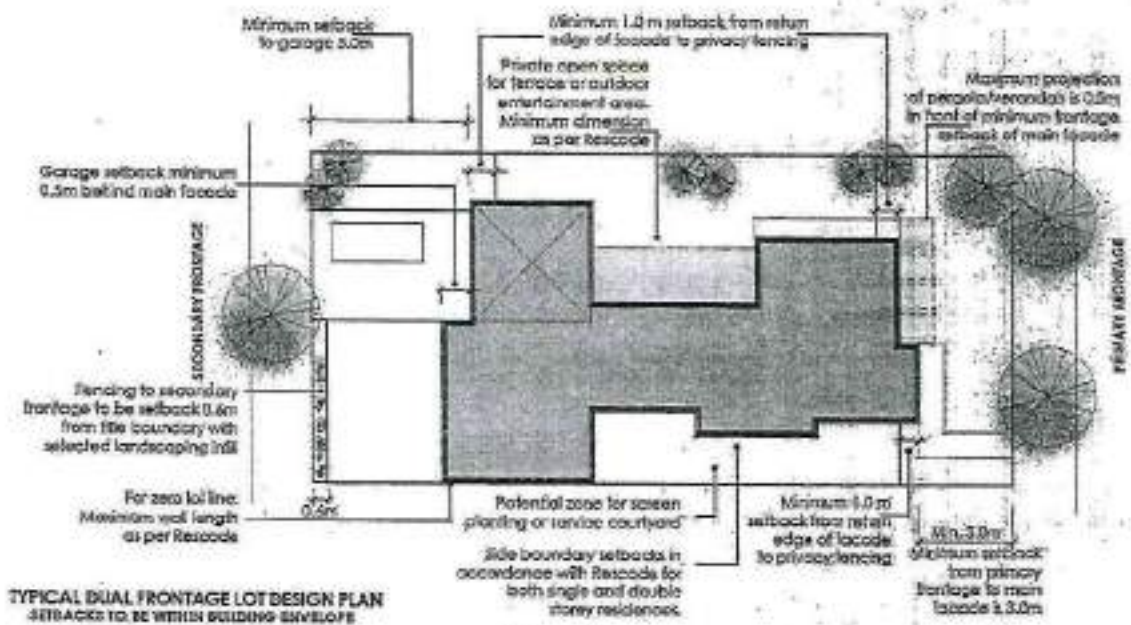 Minimum setback
to garage 5.0m
Minimum 1.0 m setback from return
edge of facade to privacy fencing
Private open space
for terrace or outdoor
entertainment area.
Minimum dimension
as per Rescode
Maximum projection
of pergola/verandah is 0.5m
in front of minimum frontage
setback of main facade
Garage setback minimum
0.5m behind main facade
SECONDARY FRONTAGE
PRIMARY FRONTAGE
Fencing to secondary
frontage to be setback 0.6m
from title boundary with
selected landscaping infill
For zero lot line:
Maximum wall length
as per Rescode
0.6m
Potential zone for screen
planting or service courtyard
Side boundary setbacks in
accordance with Rescode for
both single and double
storey residences.
Minimum 1.0 m
setback from return
edge of facade
to privacy fencing
Min. 3.0m
Minimum setback
from primary
frontage to main
facade is 3.0m
TYPICAL DUAL FRONTAGE LOT DESIGN PLAN
SETBACKS TO BE WITHIN BUILDING ENVELOPE